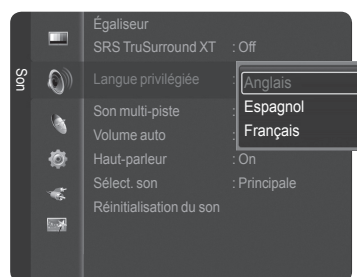 Son
Égaliseur
SRS TruSurround XT : Off
Langue privilégiée :
Anglais
Espagnol
Français
Son multi-piste :
Volume auto :
Haut-parleur : On
Sélect. son : Principale
Réinitialisation du son